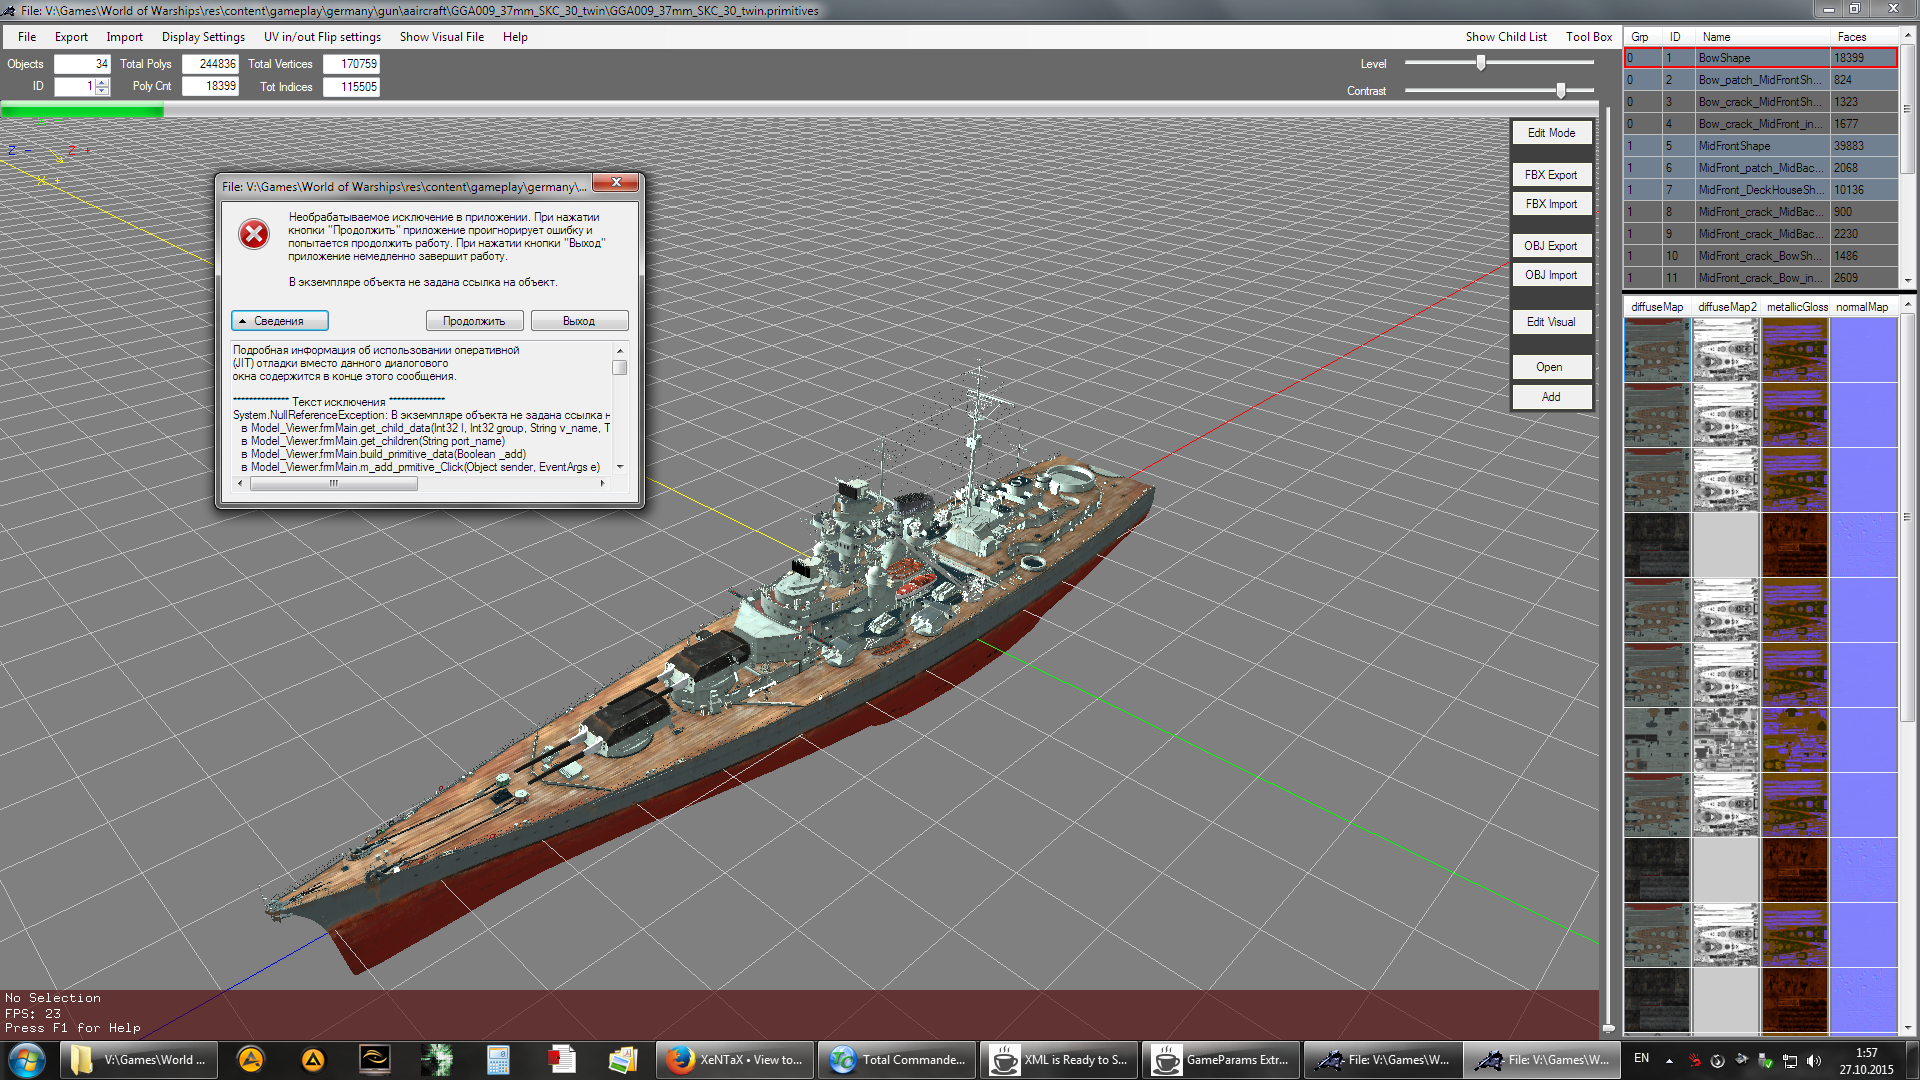 File: V:\Games\World of Warships\res\content\gameplay\germany\gun\aaircraft\GGA009_37mm_SKC_30_twin\GGA009_37mm_SKC_30_twin.primitives
File Export Import Display Settings UV in/out Flip settings Show Visual File Help Show Child List Tool Box
Objects 34 Total Polys 244836 Total Vertices 170759 Level
ID 1 Poly Cnt 18399 Tot Indices 115505 Contrast
Grp ID Name Faces
0 1 BowShape 18399
0 2 Bow_patch_MidFrontSh... 824
0 3 Bow_crack_MidFrontSh... 1323
0 4 Bow_crack_MidFront_in... 1677
1 5 MidFrontShape 39883
1 6 MidFront_patch_MidBac... 2068
1 7 MidFront_DeckHouseSh... 10136
1 8 MidFront_crack_MidBac... 900
1 9 MidFront_crack_MidBac... 2230
1 10 MidFront_crack_BowSh... 1486
1 11 MidFront_crack_Bow_in... 2609
diffuseMap diffuseMap2 metallicGloss normalMap
Z - Z +
Edit Mode
FBX Export
FBX Import
OBJ Export
OBJ Import
Edit Visual
Open
Add
File: V:\Games\World of Warships\res\content\gameplay\germany\...
Необрабатываемое исключение в приложении. При нажатии
кнопки "Продолжить" приложение проигнорирует ошибку и
попытается продолжить работу. При нажатии кнопки "Выход"
приложение немедленно завершит работу.
В экземпляре объекта не задана ссылка на объект.
Сведения Продолжить Выход
Подробная информация об использовании оперативной
(JIT) отладки вместо данного диалогового
окна содержится в конце этого сообщения.
************** Текст исключения **************
System.NullReferenceException: В экземпляре объекта не задана ссылка н
в Model_Viewer.frmMain.get_child_data(Int32 I, Int32 group, String v_name, T
в Model_Viewer.frmMain.get_children(String port_name)
в Model_Viewer.frmMain.build_primitive_data(Boolean _add)
в Model_Viewer.frmMain.m_add_prmitive_Click(Object sender, EventArgs e)
No Selection
FPS: 23
Press F1 for Help
V:\Games\World ... XeNTaX • View to... Total Commande... XML is Ready to S... GameParams Extr... File: V:\Games\W... File: V:\Games\W... EN 1:57
27.10.2015